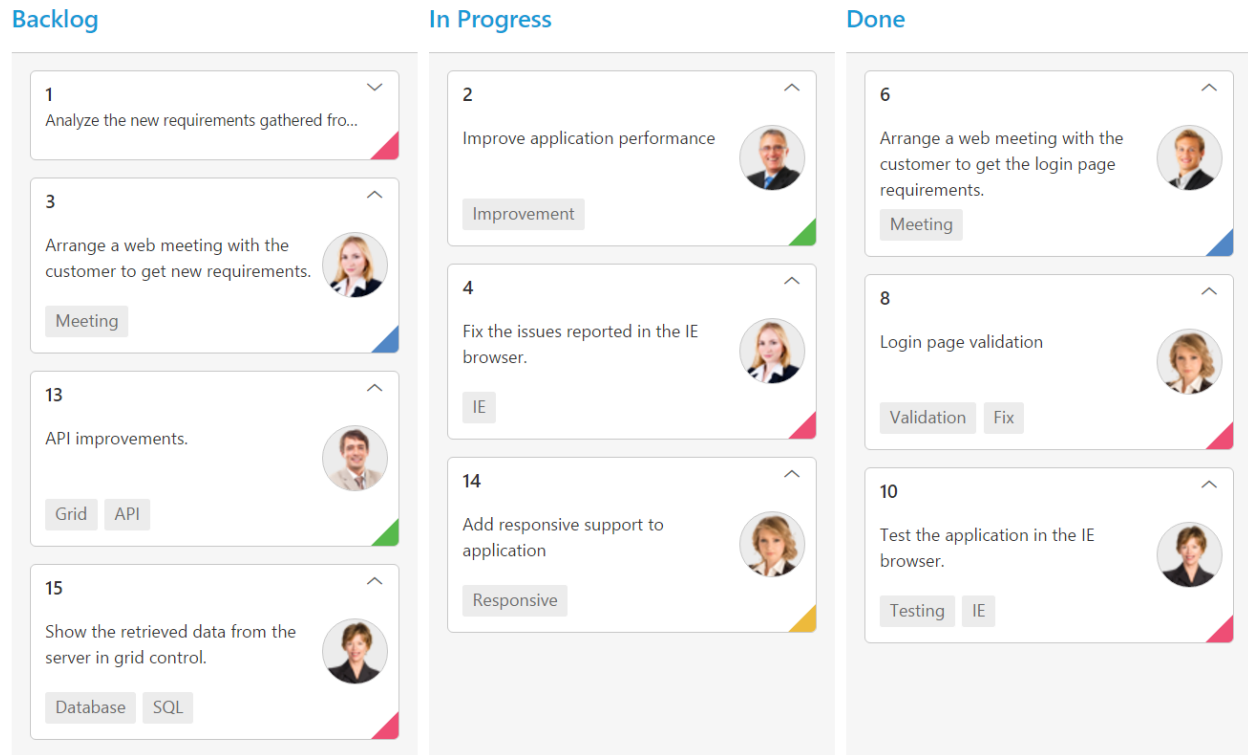 Backlog
1
Analyze the new requirements gathered fro...
3
Arrange a web meeting with the
customer to get new requirements.
Meeting
13
API improvements.
Grid API
15
Show the retrieved data from the
server in grid control.
Database SQL
In Progress
2
Improve application performance
Improvement
4
Fix the issues reported in the IE
browser.
IE
14
Add responsive support to
application
Responsive
Done
6
Arrange a web meeting with the
customer to get the login page
requirements.
Meeting
8
Login page validation
Validation Fix
10
Test the application in the IE
browser.
Testing IE